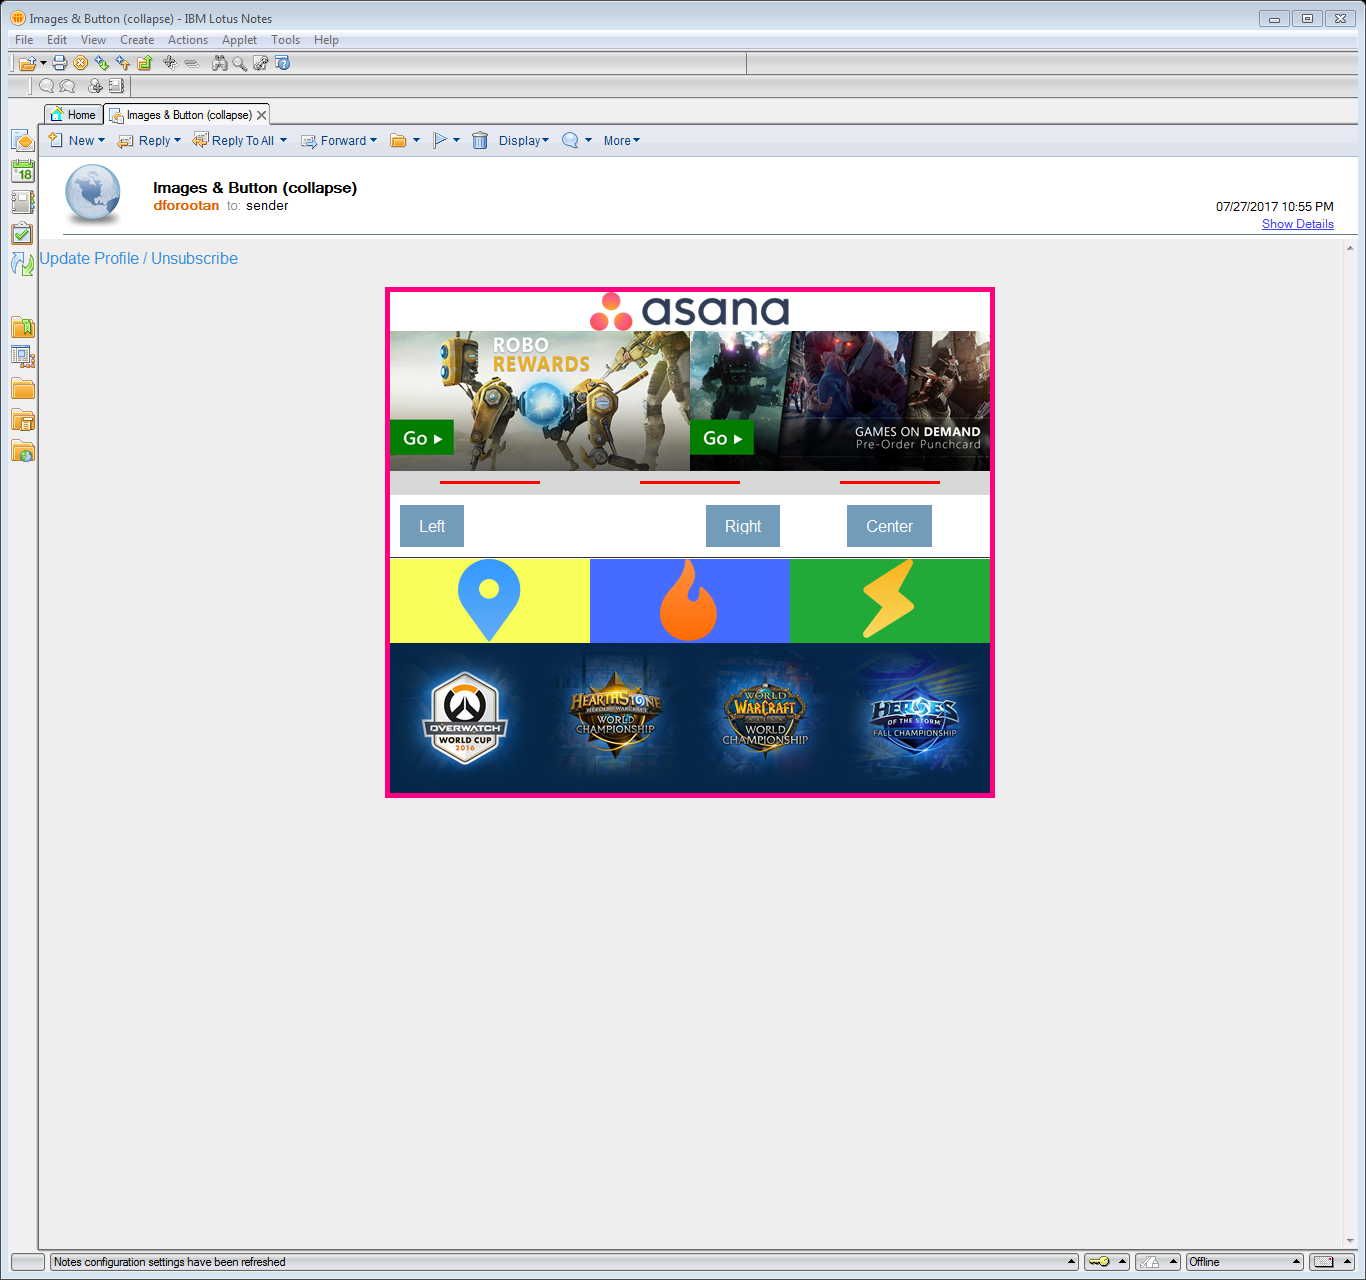 Images & Button (collapse) - IBM Lotus Notes
File Edit View Create Actions Applet Tools Help
Home Images & Button (collapse)
New Reply Reply To All Forward Display More
18
Images & Button (collapse)
dforootan to: sender
07/27/2017 10:55 PM
Show Details
Update Profile / Unsubscribe
asana
ROBO
REWARDS
Go
Go
GAMES ON DEMAND
Pre-Order Punchcard
Left Right Center
OVERWATCH
WORLD CUP
2016
HEARTHSTONE
HEROES OF WARCRAFT
WORLD
CHAMPIONSHIP
WORLD
WARCRAFT
ARENA
WORLD
CHAMPIONSHIP
HEROES
OF THE STORM
FALL CHAMPIONSHIP
Notes configuration settings have been refreshed
Offline